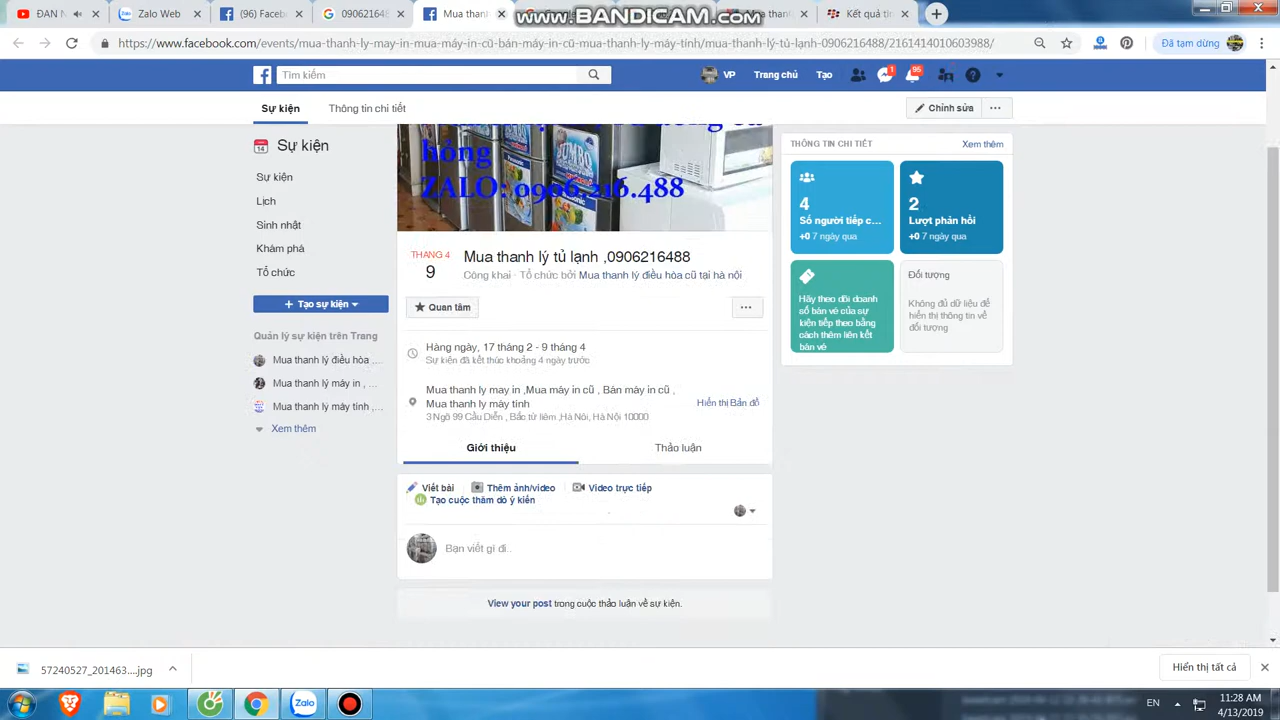 ĐAN N
Zalo Web
(96) Faceb
090621648
Mua thanh
www.BANDICAM.com
Kết quả tìn
https://www.facebook.com/events/mua-thanh-ly-may-in-mua-máy-in-cũ-bán-máy-in-cũ-mua-thanh-ly-máy-tính/mua-thanh-lý-tủ-lạnh-0906216488/2161414010603988/
Đã tạm dừng
Tìm kiếm
VP
Trang chủ
Tạo
1
95
Sự kiện
Thông tin chi tiết
Chỉnh sửa
Sự kiện
Sự kiện
Lịch
Sinh nhật
Khám phá
Tổ chức
Tạo sự kiện
Quản lý sự kiện trên Trang
Mua thanh lý điều hòa ...
Mua thanh lý máy in , ...
Mua thanh lý máy tính ,...
Xem thêm
hỏng
ZALO: 0906.216.488
Panasonic
JUMBO
THÁNG 4
9
Mua thanh lý tủ lạnh ,0906216488
Công khai · Tổ chức bởi Mua thanh lý điều hòa cũ tại hà nội
Quan tâm
Hàng ngày, 17 tháng 2 - 9 tháng 4
Sự kiện đã kết thúc khoảng 4 ngày trước
Mua thanh ly may in ,Mua máy in cũ , Bán máy in cũ ,
Mua thanh ly máy tính
3 Ngõ 99 Cầu Diễn , Bắc từ liêm ,Hà Nôi, Hà Nội 10000
Hiển thị Bản đồ
Giới thiệu
Thảo luận
Viết bài
Thêm ảnh/video
Video trực tiếp
Tạo cuộc thăm dò ý kiến
Bạn viết gì đi..
View your post trong cuộc thảo luận về sự kiện.
THÔNG TIN CHI TIẾT
Xem thêm
4
Số người tiếp c...
+0 7 ngày qua
2
Lượt phản hồi
+0 7 ngày qua
Hãy theo dõi doanh
số bán vé của sự
kiện tiếp theo bằng
cách thêm liên kết
bán vé
Đối tượng
Không đủ dữ liệu để
hiển thị thông tin về
đối tượng
57240527_201463....jpg
Hiển thị tất cả
Zalo
EN
11:28 AM
4/13/2019